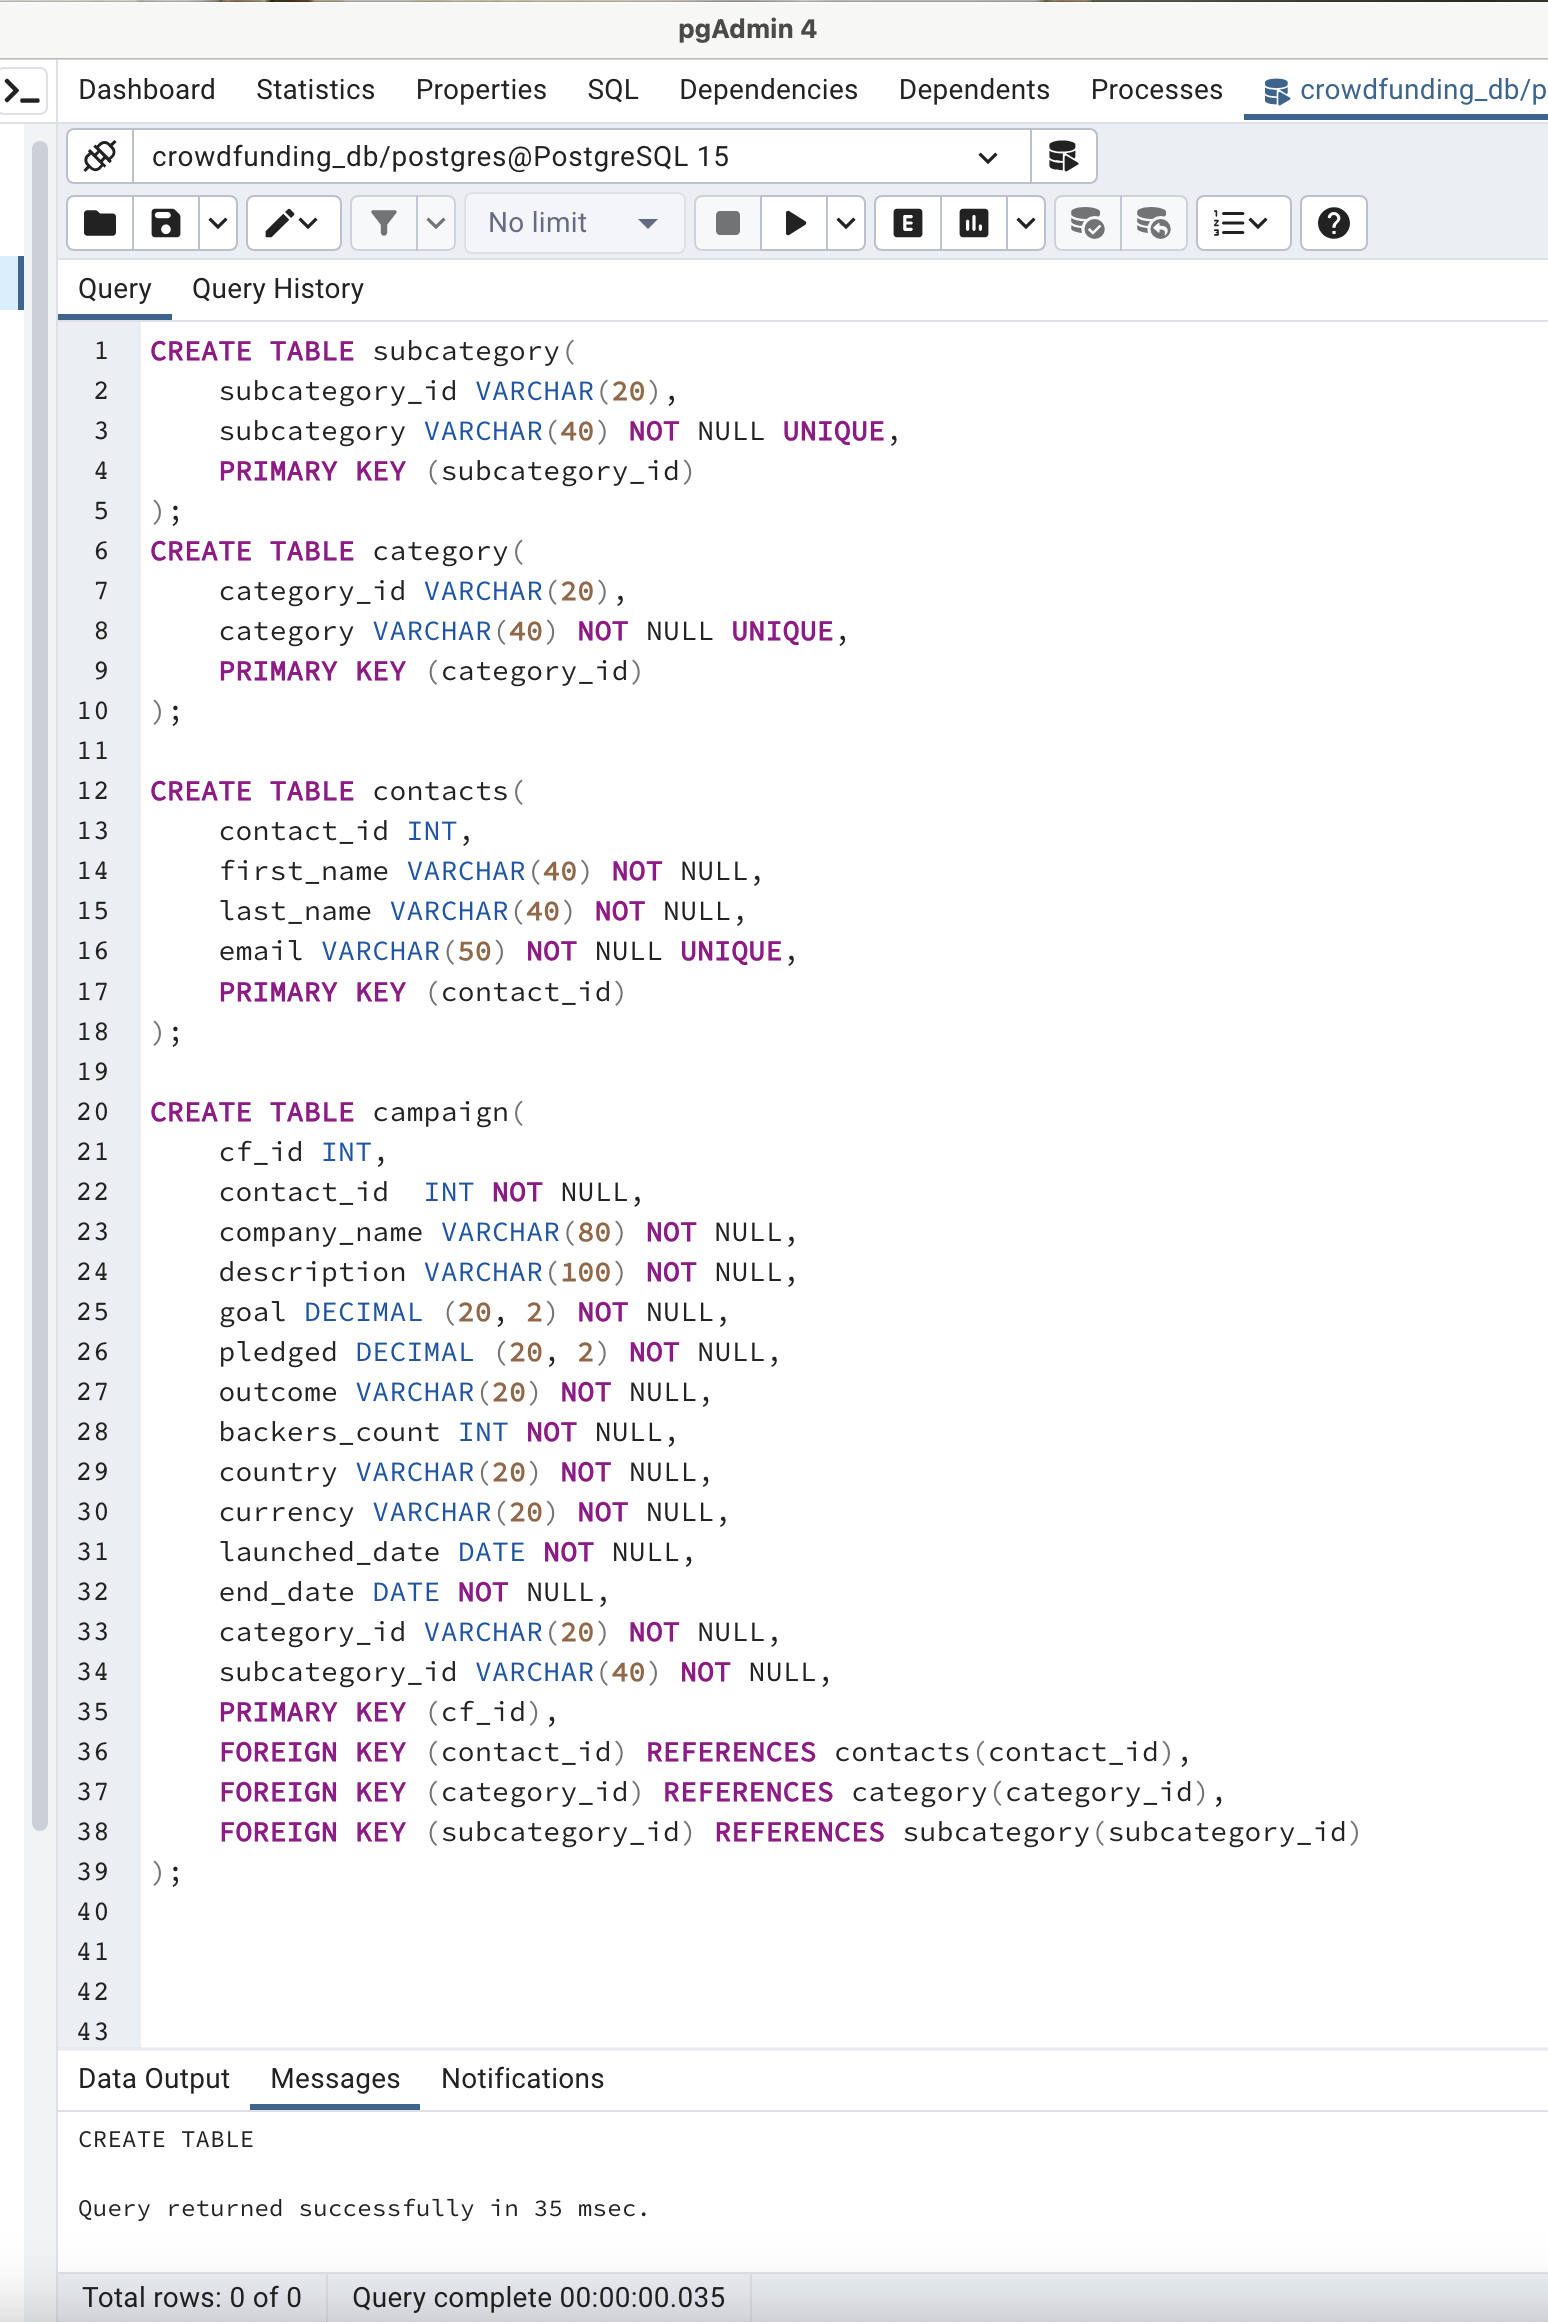 pgAdmin 4
Dashboard Statistics Properties SQL Dependencies Dependents Processes crowdfunding_db/p
crowdfunding_db/postgres@PostgreSQL 15
No limit E
Query Query History
1 CREATE TABLE subcategory(
2 subcategory_id VARCHAR(20),
3 subcategory VARCHAR(40) NOT NULL UNIQUE,
4 PRIMARY KEY (subcategory_id)
5 );
6 CREATE TABLE category(
7 category_id VARCHAR(20),
8 category VARCHAR(40) NOT NULL UNIQUE,
9 PRIMARY KEY (category_id)
10 );
11
12 CREATE TABLE contacts(
13 contact_id INT,
14 first_name VARCHAR(40) NOT NULL,
15 last_name VARCHAR(40) NOT NULL,
16 email VARCHAR(50) NOT NULL UNIQUE,
17 PRIMARY KEY (contact_id)
18 );
19
20 CREATE TABLE campaign(
21 cf_id INT,
22 contact_id  INT NOT NULL,
23 company_name VARCHAR(80) NOT NULL,
24 description VARCHAR(100) NOT NULL,
25 goal DECIMAL (20, 2) NOT NULL,
26 pledged DECIMAL (20, 2) NOT NULL,
27 outcome VARCHAR(20) NOT NULL,
28 backers_count INT NOT NULL,
29 country VARCHAR(20) NOT NULL,
30 currency VARCHAR(20) NOT NULL,
31 launched_date DATE NOT NULL,
32 end_date DATE NOT NULL,
33 category_id VARCHAR(20) NOT NULL,
34 subcategory_id VARCHAR(40) NOT NULL,
35 PRIMARY KEY (cf_id),
36 FOREIGN KEY (contact_id) REFERENCES contacts(contact_id),
37 FOREIGN KEY (category_id) REFERENCES category(category_id),
38 FOREIGN KEY (subcategory_id) REFERENCES subcategory(subcategory_id)
39 );
40
41
42
43
Data Output Messages Notifications
CREATE TABLE
Query returned successfully in 35 msec.
Total rows: 0 of 0 Query complete 00:00:00.035